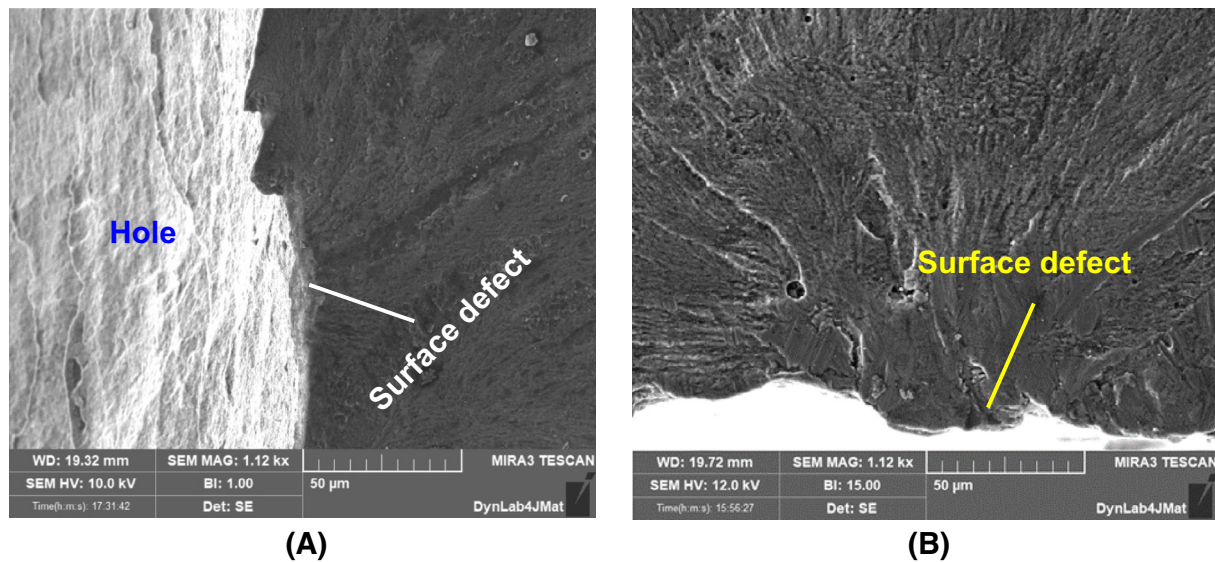 Hole
Surface defect
WD: 19.32 mm SEM MAG: 1.12 kx MIRA3 TESCAN
SEM HV: 10.0 kV BI: 1.00 50 µm
Time(h:m:s): 17:31:42 Det: SE DynLab4JMat
(A)
Surface defect
WD: 19.72 mm SEM MAG: 1.12 kx MIRA3 TESCAN
SEM HV: 12.0 kV BI: 15.00 50 µm
Time(h:m:s): 15:56:27 Det: SE DynLab4JMat
(B)